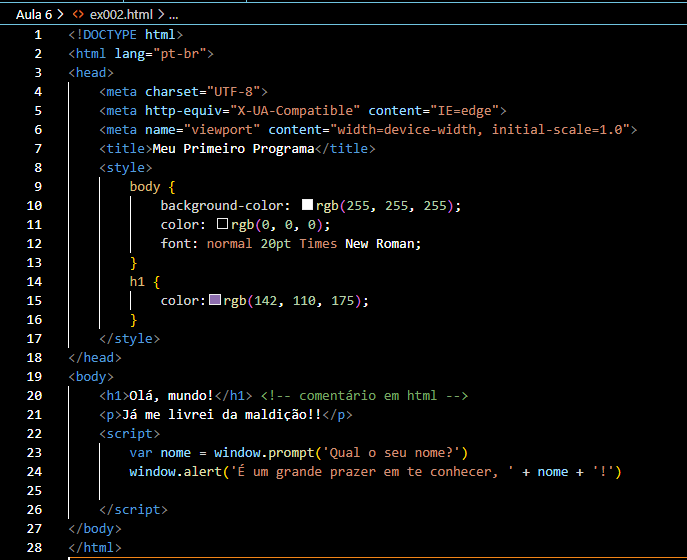 Aula 6 > <> ex002.html > ...
1 <!DOCTYPE html>
2 <html lang="pt-br">
3 <head>
4     <meta charset="UTF-8">
5     <meta http-equiv="X-UA-Compatible" content="IE=edge">
6     <meta name="viewport" content="width=device-width, initial-scale=1.0">
7     <title>Meu Primeiro Programa</title>
8     <style>
9         body {
10             background-color: rgb(255, 255, 255);
11             color: rgb(0, 0, 0);
12             font: normal 20pt Times New Roman;
13         }
14         h1 {
15             color:rgb(142, 110, 175);
16         }
17     </style>
18 </head>
19 <body>
20     <h1>Olá, mundo!</h1> <!-- comentário em html -->
21     <p>Já me livrei da maldição!!</p>
22     <script>
23         var nome = window.prompt('Qual o seu nome?')
24         window.alert('É um grande prazer em te conhecer, ' + nome + '!')
25
26     </script>
27 </body>
28 </html>